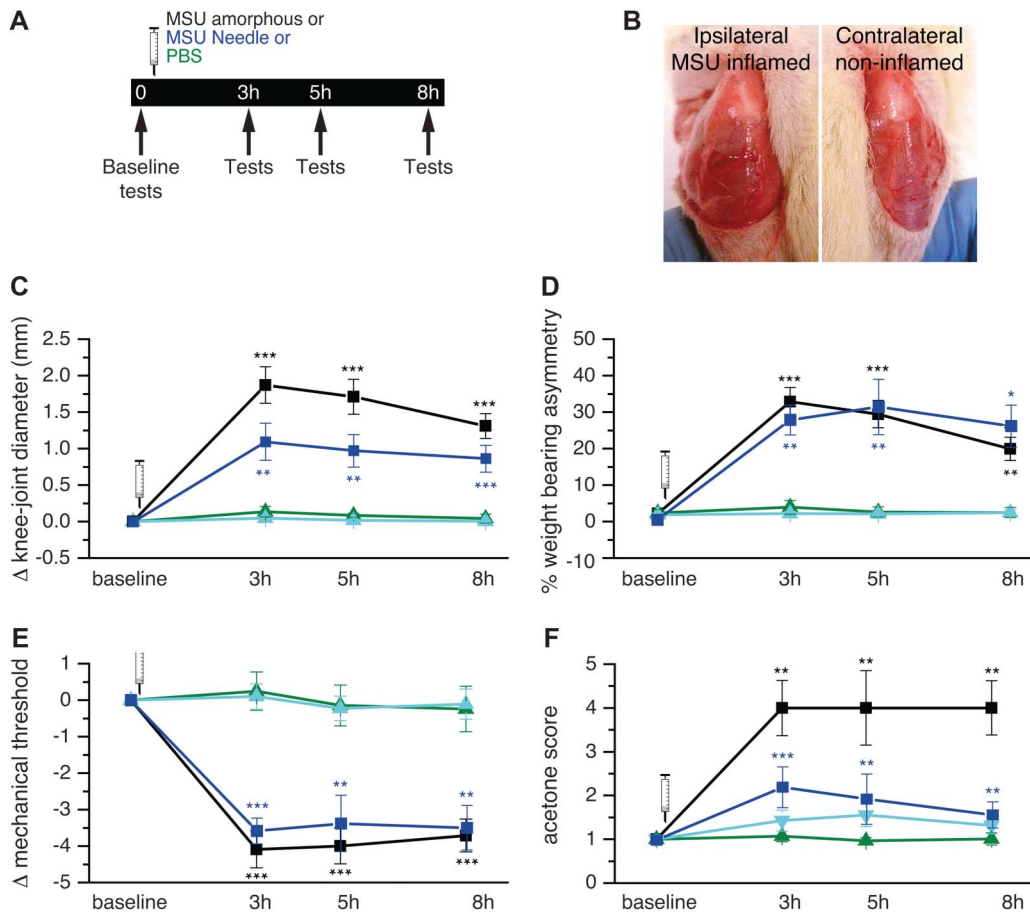 A
MSU amorphous or
MSU Needle or
PBS
0 3h 5h 8h
Baseline tests
Tests
Tests
Tests
B
Ipsilateral
MSU inflamed
Contralateral
non-inflamed
C
Δ knee-joint diameter (mm)
2.5
2.0
1.5
1.0
0.5
0.0
-0.5
***
***
***
**
**
***
baseline 3h 5h 8h
D
% weight bearing asymmetry
50
40
30
20
10
0
-10
***
***
*
**
**
**
baseline 3h 5h 8h
E
Δ mechanical threshold
1
0
-1
-2
-3
-4
-5
***
**
**
***
***
***
baseline 3h 5h 8h
F
acetone score
5
4
3
2
1
0
**
**
**
***
**
**
baseline 3h 5h 8h